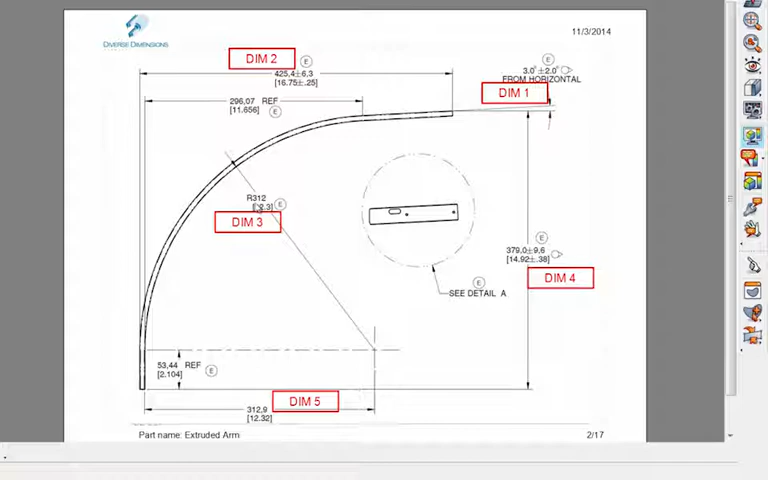 11/3/2014
DIVERSE DIMENSIONS
DIM 2
E
425,4±6,3
[16.75±.25]
E
3.0°±2.0°
FROM HORIZONTAL
DIM 1
296,07 REF
[11.656]
E
R312
E
DIM 3
E
379,0±9,6
[14.92±.38]
DIM 4
E
SEE DETAIL A
53,44 REF
[2.104]
E
DIM 5
312,9
[12.32]
Part name: Extruded Arm
2/17